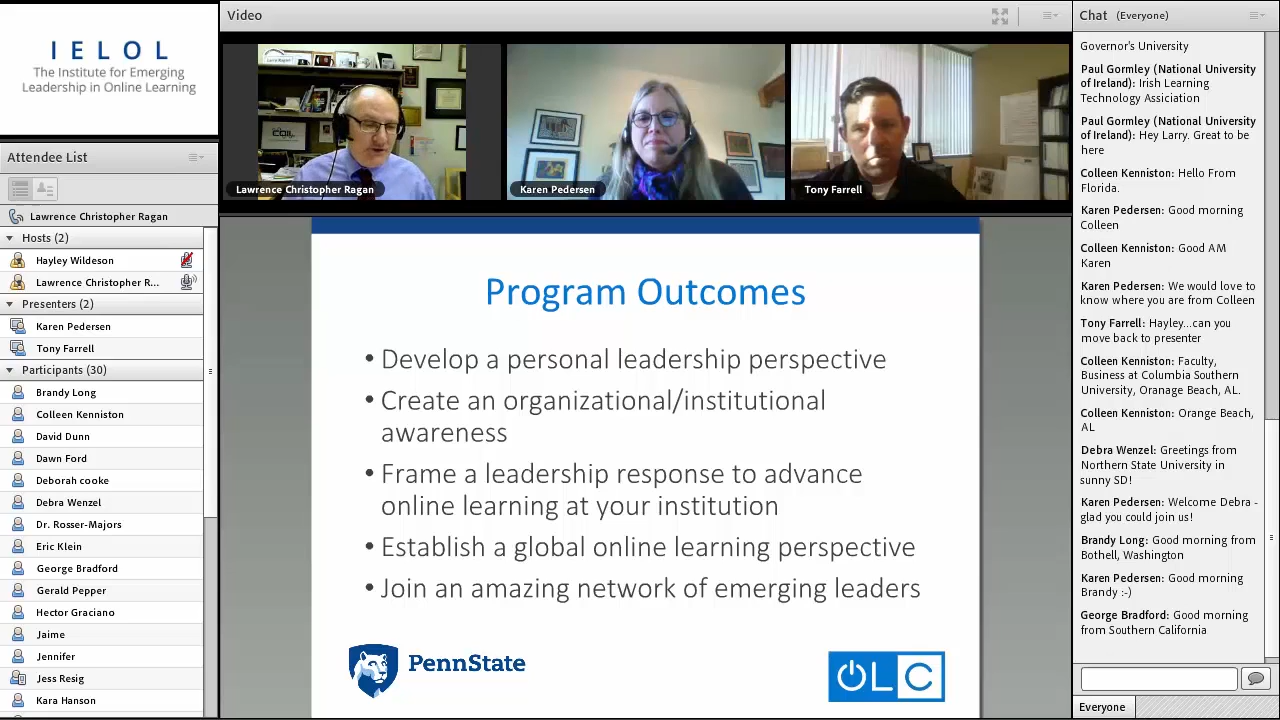 I E L O L
The Institute for Emerging
Leadership in Online Learning
Attendee List
Lawrence Christopher Ragan
Hosts (2)
Hayley Wildeson
Lawrence Christopher R...
Presenters (2)
Karen Pedersen
Tony Farrell
Participants (30)
Brandy Long
Colleen Kenniston
David Dunn
Dawn Ford
Deborah cooke
Debra Wenzel
Dr. Rosser-Majors
Eric Klein
George Bradford
Gerald Pepper
Hector Graciano
Jaime
Jennifer
Jess Resig
Kara Hanson
Video
Lawrence Christopher Ragan
Karen Pedersen
Tony Farrell
Program Outcomes
• Develop a personal leadership perspective
• Create an organizational/institutional
awareness
• Frame a leadership response to advance
online learning at your institution
• Establish a global online learning perspective
• Join an amazing network of emerging leaders
PennState
OLC
Chat (Everyone)
Governor's University
Paul Gormley (National University
of Ireland): Irish Learning
Technology Assiciation
Paul Gormley (National University
of Ireland): Hey Larry. Great to be
here
Colleen Kenniston: Hello From
Florida.
Karen Pedersen: Good morning
Colleen
Colleen Kenniston: Good AM
Karen
Karen Pedersen: We would love to
know where you are from Colleen
Tony Farrell: Hayley...can you
move back to presenter
Colleen Kenniston: Faculty,
Business at Columbia Southern
University, Oranage Beach, AL.
Colleen Kenniston: Orange Beach,
AL
Debra Wenzel: Greetings from
Northern State University in
sunny SD!
Karen Pedersen: Welcome Debra -
glad you could join us!
Brandy Long: Good morning from
Bothell, Washington
Karen Pedersen: Good morning
Brandy :-)
George Bradford: Good morning
from Southern California
Everyone